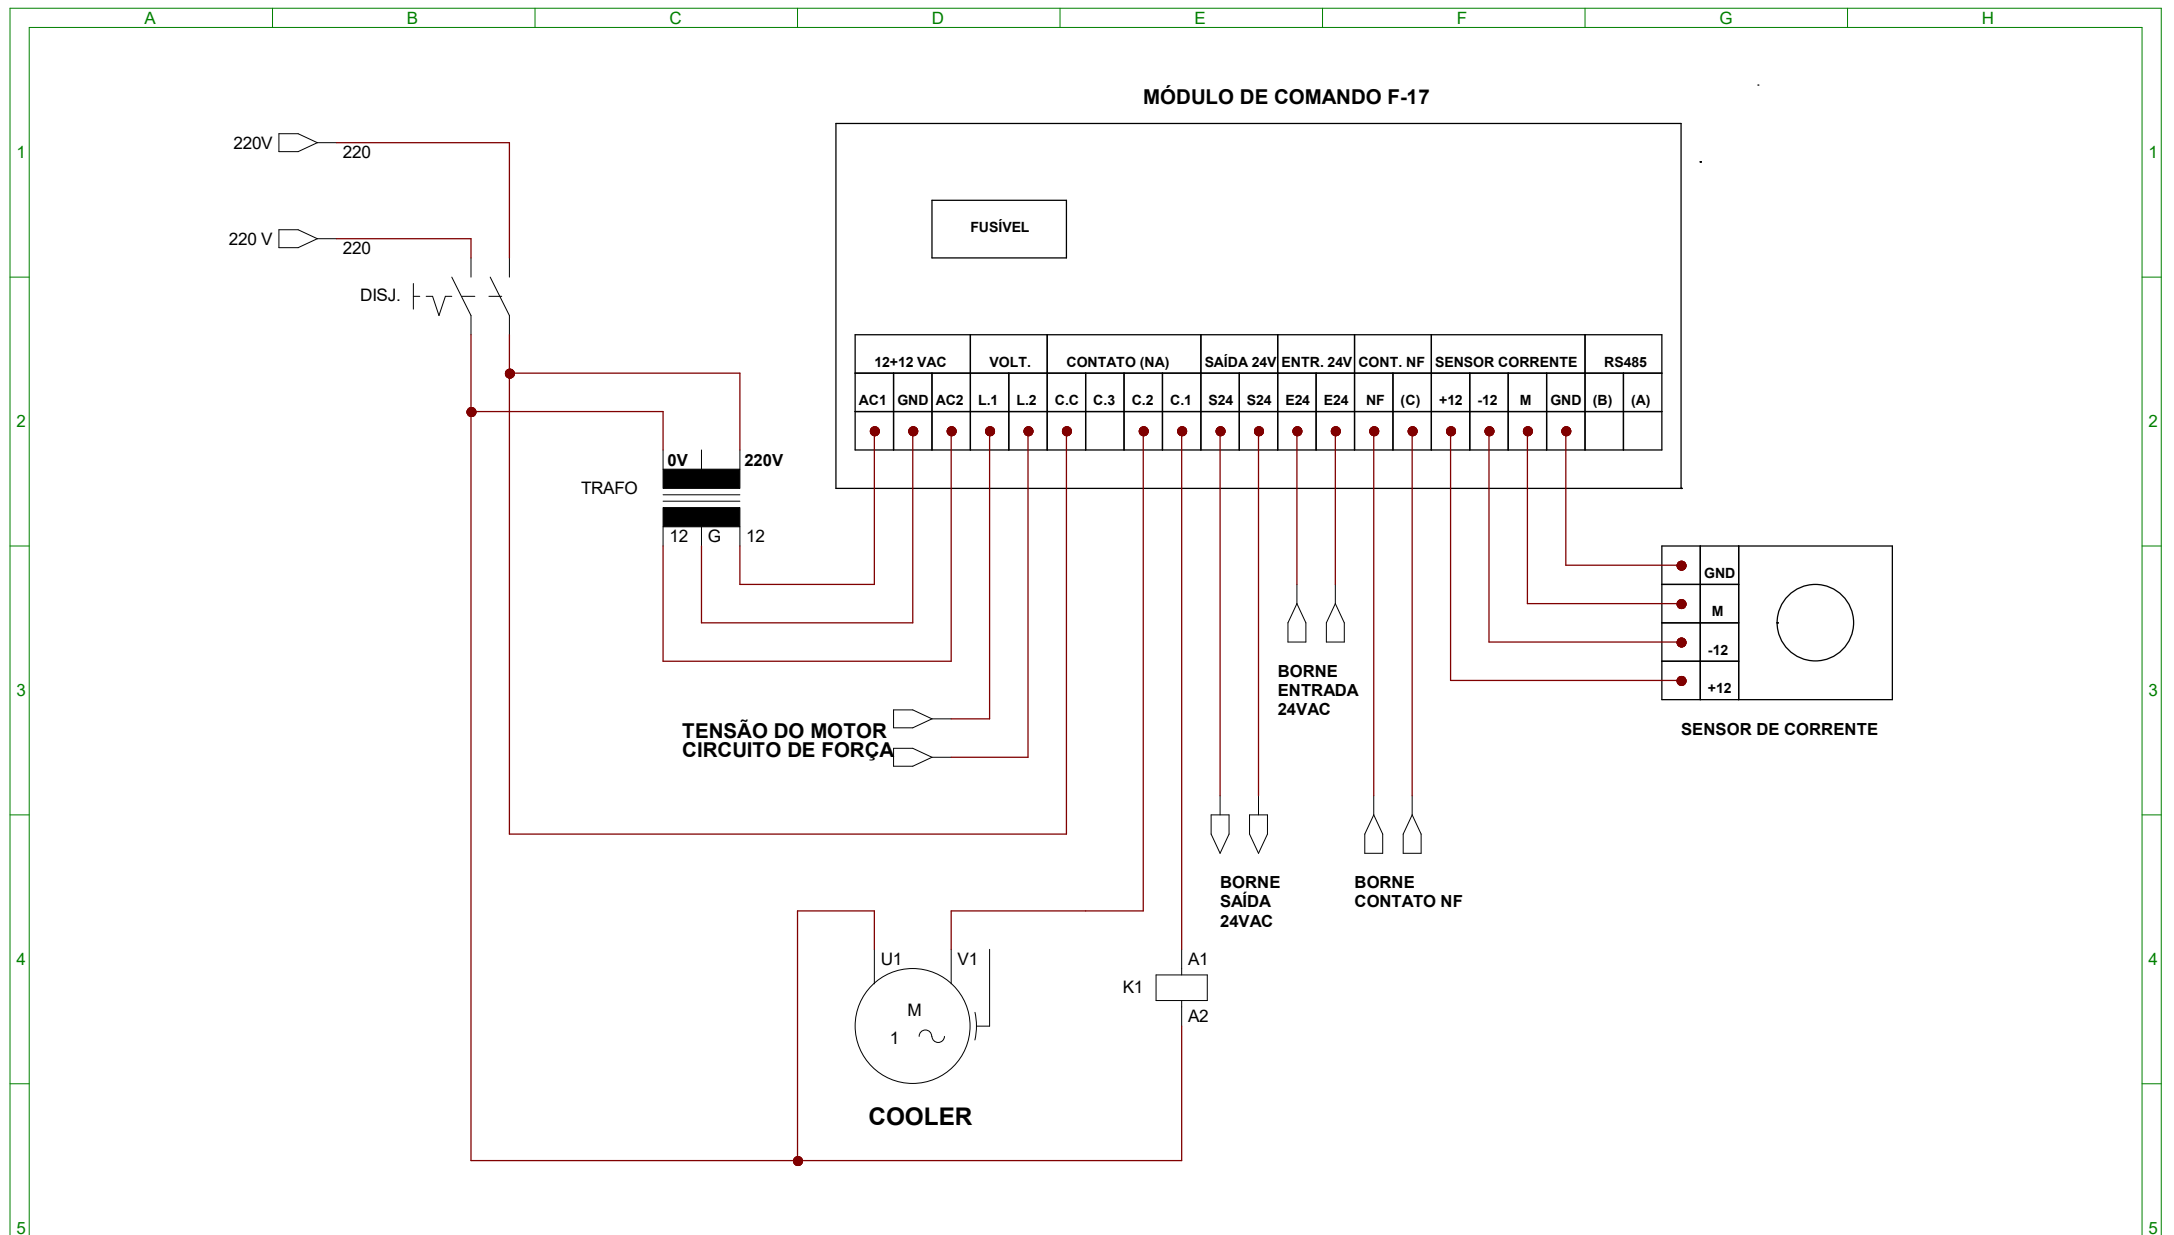 A B C D E F G H
MÓDULO DE COMANDO F-17
1 1
220V
220
220 V
220
FUSÍVEL
DISJ.
12+12 VAC VOLT. CONTATO (NA) SAÍDA 24V ENTR. 24V CONT. NF SENSOR CORRENTE RS485
AC1 GND AC2 L.1 L.2 C.C C.3 C.2 C.1 S24 S24 E24 E24 NF (C) +12 -12 M GND (B) (A)
2 2
0V 220V
TRAFO
12 G 12
GND
M
-12
+12
SENSOR DE CORRENTE
BORNE
ENTRADA
24VAC
3 3
TENSÃO DO MOTOR
CIRCUITO DE FORÇA
BORNE
SAÍDA
24VAC
BORNE
CONTATO NF
4 4
U1 V1
M
1
COOLER
A1
K1
A2
5 5